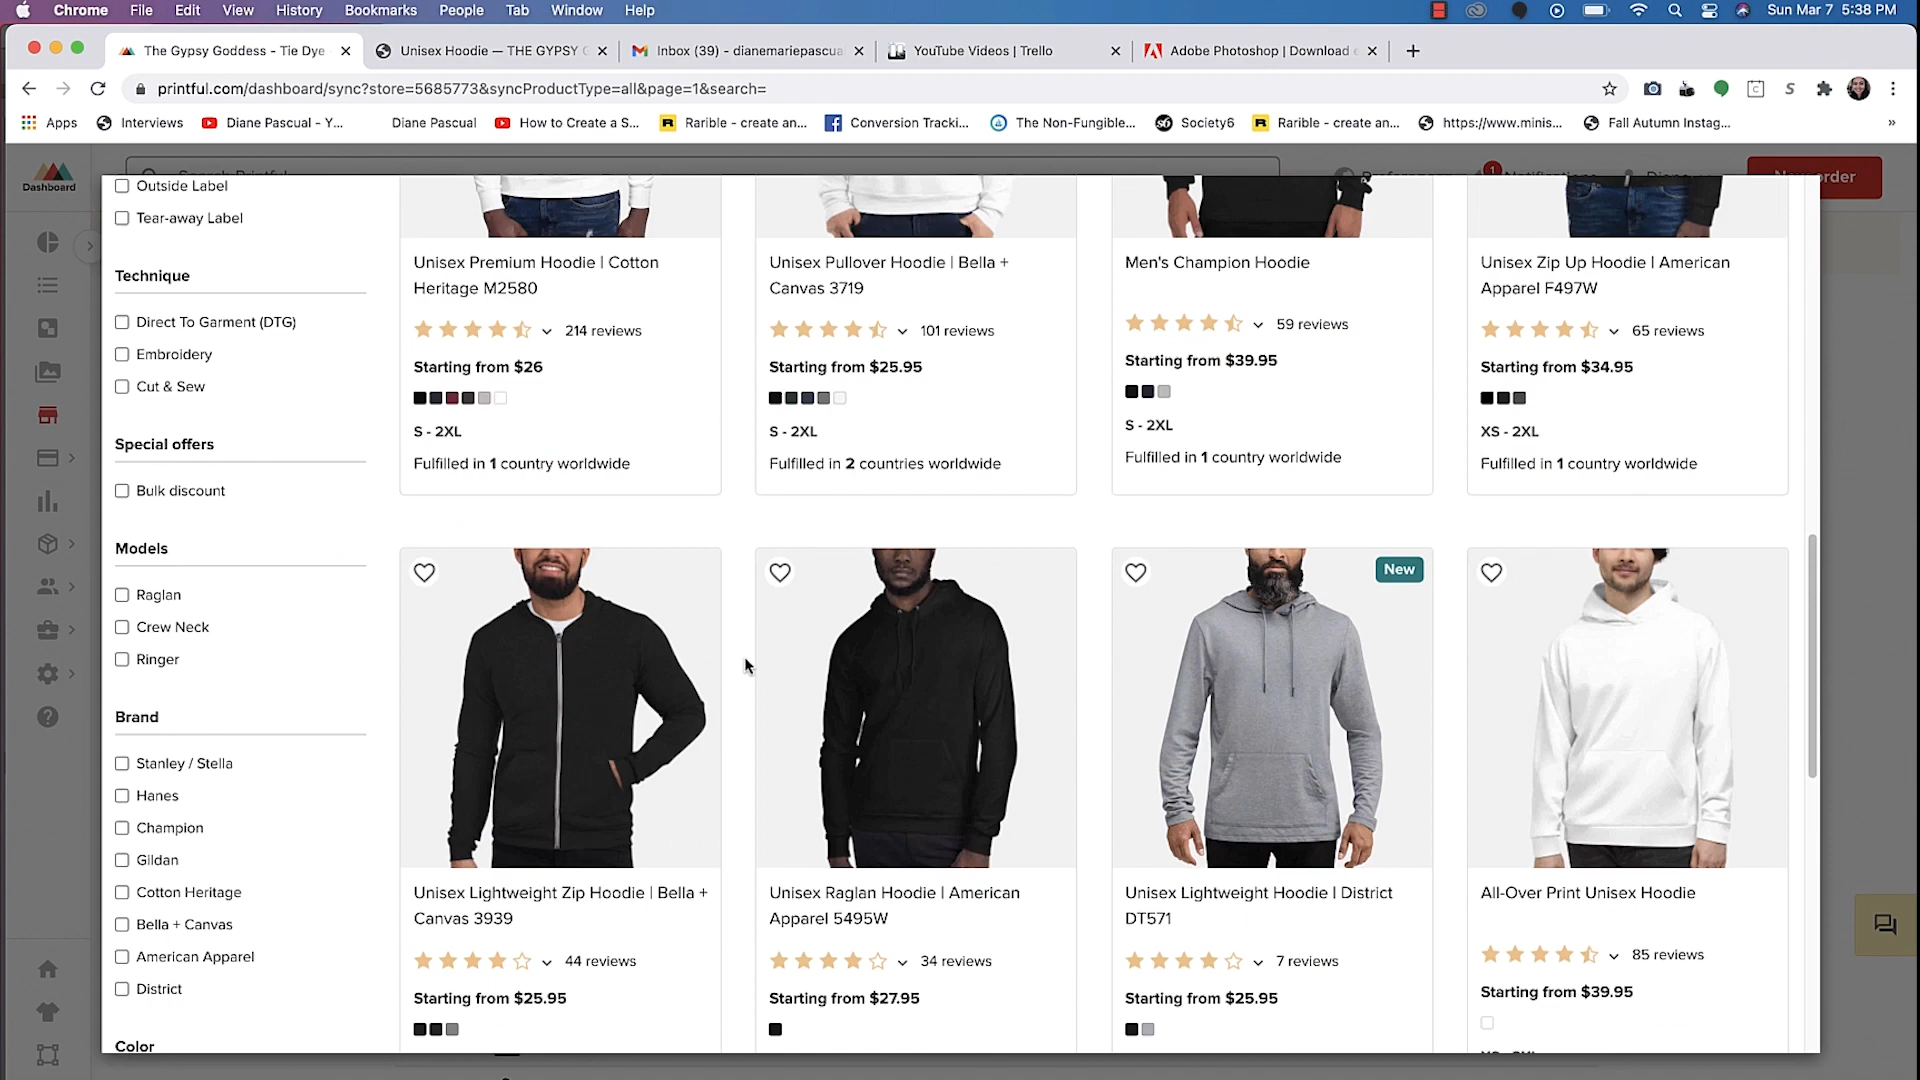 Chrome File Edit View History Bookmarks People Tab Window Help Sun Mar 7 5:38 PM
The Gypsy Goddess - Tie Dye Unisex Hoodie — THE GYPSY Inbox (39) - dianemariepascua YouTube Videos | Trello Adobe Photoshop | Download
printful.com/dashboard/sync?store=5685773&syncProductType=all&page=1&search=
Apps Interviews Diane Pascual - Y... Diane Pascual How to Create a S... Rarible - create an... Conversion Tracki... The Non-Fungible... Society6 Rarible - create an... https://www.minis... Fall Autumn Instag... »
Dashboard
1
order
Outside Label
Tear-away Label
Technique
Direct To Garment (DTG)
Embroidery
Cut & Sew
Special offers
Bulk discount
Models
Raglan
Crew Neck
Ringer
Brand
Stanley / Stella
Hanes
Champion
Gildan
Cotton Heritage
Bella + Canvas
American Apparel
District
Color
Unisex Premium Hoodie | Cotton
Heritage M2580
214 reviews
Starting from $26
S - 2XL
Fulfilled in 1 country worldwide
Unisex Pullover Hoodie | Bella +
Canvas 3719
101 reviews
Starting from $25.95
S - 2XL
Fulfilled in 2 countries worldwide
Men's Champion Hoodie
59 reviews
Starting from $39.95
S - 2XL
Fulfilled in 1 country worldwide
Unisex Zip Up Hoodie | American
Apparel F497W
65 reviews
Starting from $34.95
XS - 2XL
Fulfilled in 1 country worldwide
Unisex Lightweight Zip Hoodie | Bella +
Canvas 3939
44 reviews
Starting from $25.95
Unisex Raglan Hoodie | American
Apparel 5495W
34 reviews
Starting from $27.95
New
Unisex Lightweight Hoodie | District
DT571
7 reviews
Starting from $25.95
All-Over Print Unisex Hoodie
85 reviews
Starting from $39.95